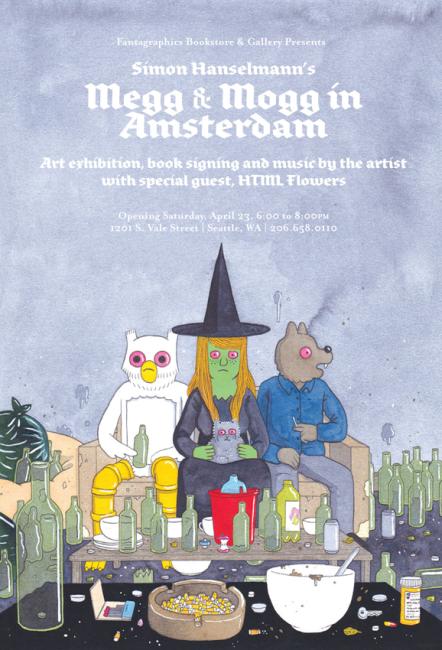 Fantagraphics Bookstore & Gallery Presents
Simon Hanselmann's
Megg & Mogg in
Amsterdam
Art exhibition, book signing and music by the artist
with special guest, HTML Flowers
Opening Saturday, April 23, 6:00 to 8:00PM
1201 S. Vale Street | Seattle, WA | 206.658.0110